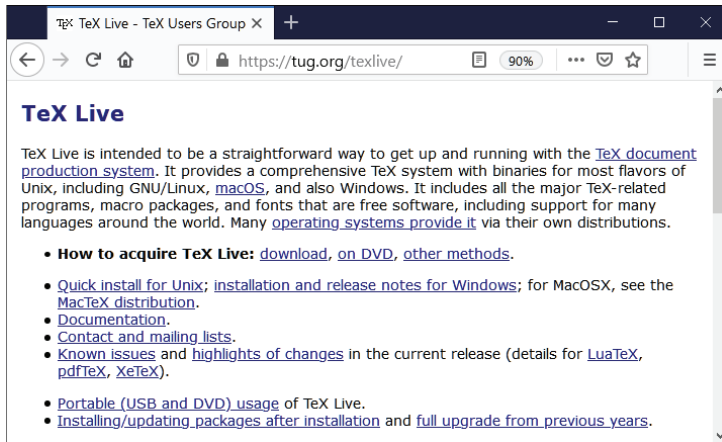 TeX Live - TeX Users Group
https://tug.org/texlive/
90%
TeX Live
TeX Live is intended to be a straightforward way to get up and running with the TeX document
production system. It provides a comprehensive TeX system with binaries for most flavors of
Unix, including GNU/Linux, macOS, and also Windows. It includes all the major TeX-related
programs, macro packages, and fonts that are free software, including support for many
languages around the world. Many operating systems provide it via their own distributions.
• How to acquire TeX Live: download, on DVD, other methods.
• Quick install for Unix; installation and release notes for Windows; for MacOSX, see the
MacTeX distribution.
• Documentation.
• Contact and mailing lists.
• Known issues and highlights of changes in the current release (details for LuaTeX,
pdfTeX, XeTeX).
• Portable (USB and DVD) usage of TeX Live.
• Installing/updating packages after installation and full upgrade from previous years.